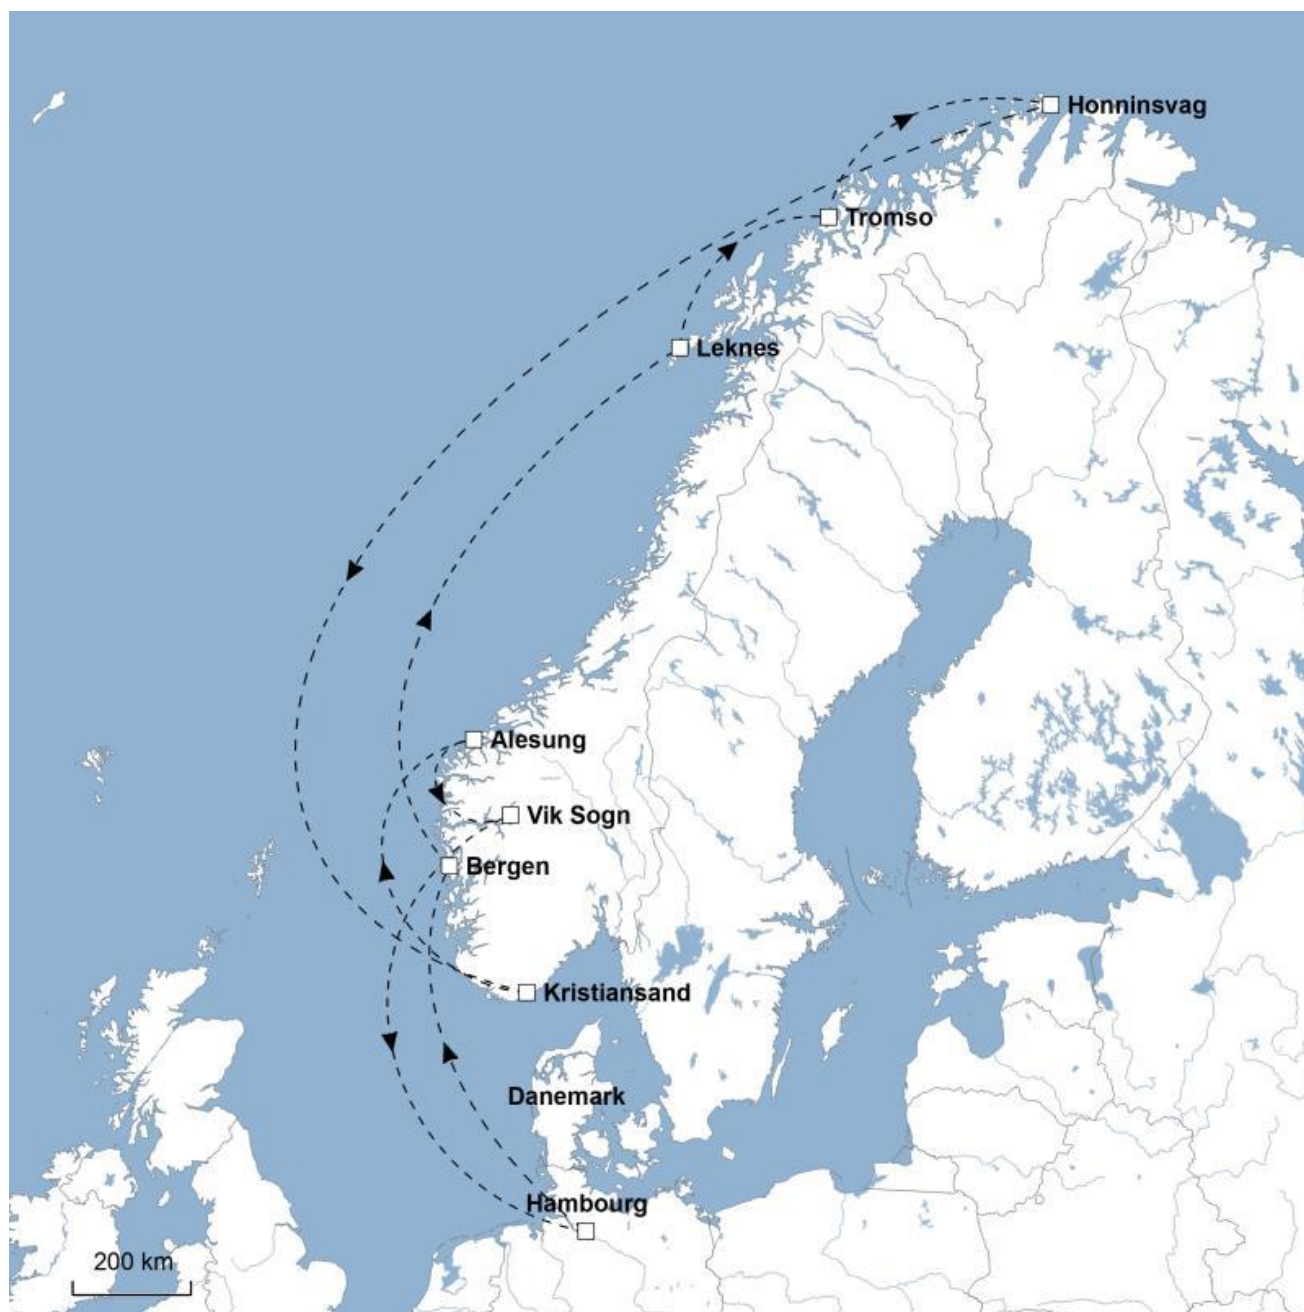 Honninsvag
Tromso
Leknes
Alesung
Vik Sogn
Bergen
Kristiansand
Danemark
Hambourg
200 km